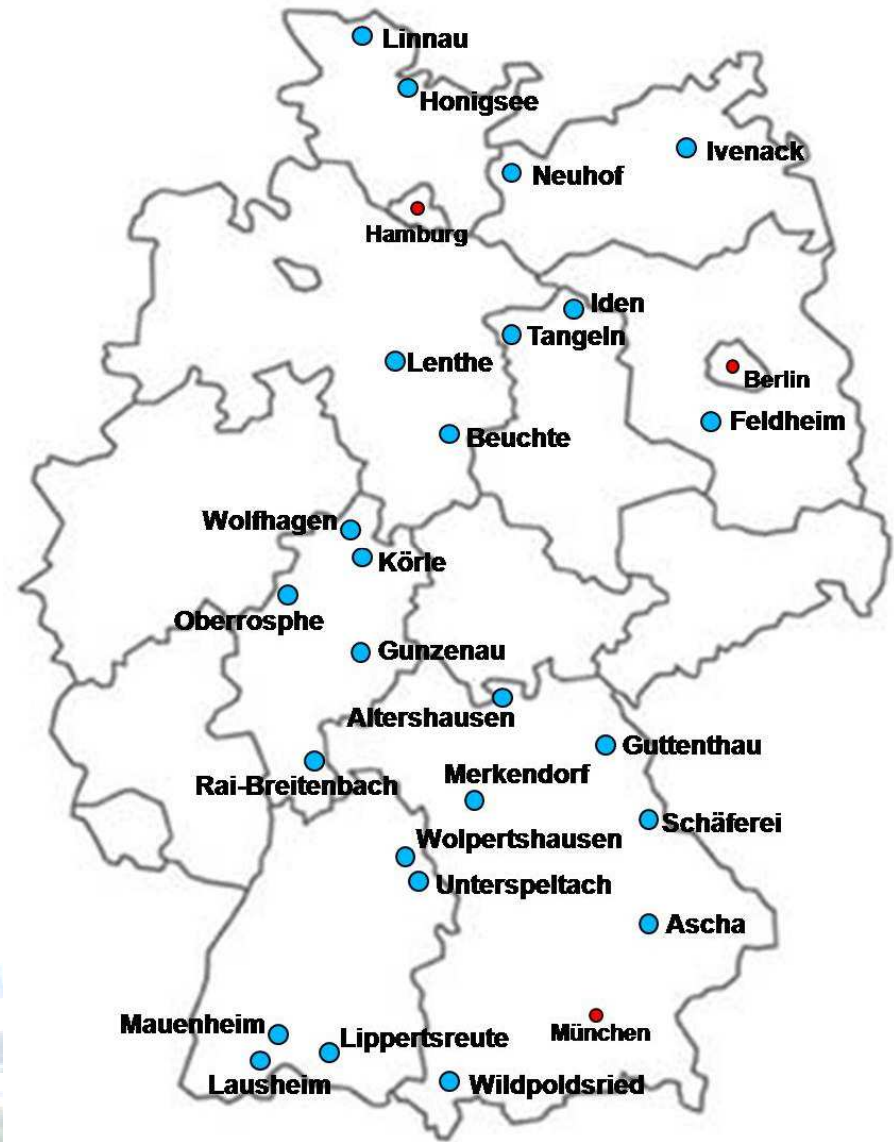 Linnau
Honigsee
Ivenack
Neuhof
Hamburg
Iden
Tangeln
Lenthe
Berlin
Feldheim
Beuchte
Wolfhagen
Körle
Oberrosphe
Gunzenau
Altershausen
Guttenthau
Merkendorf
Rai-Breitenbach
Schäferei
Wolpertshausen
Unterspeltach
Ascha
Mauenheim
München
Lippertsreute
Lausheim
Wildpoldsried